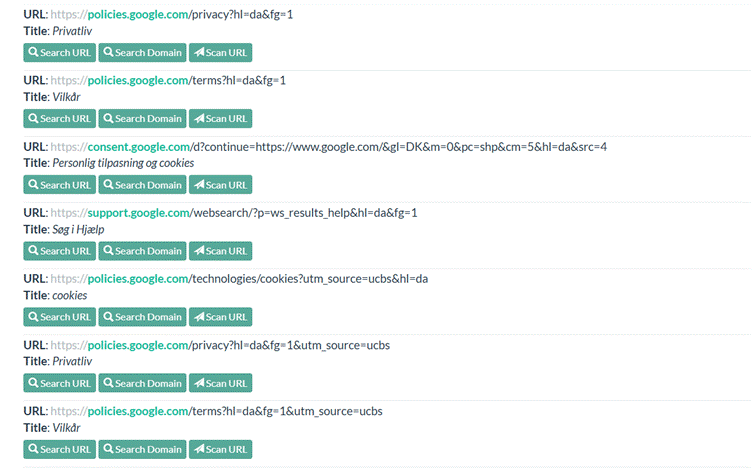 URL: https://policies.google.com/privacy?hl=da&fg=1
Title: Privatliv
Search URL Search Domain Scan URL
URL: https://policies.google.com/terms?hl=da&fg=1
Title: Vilkår
Search URL Search Domain Scan URL
URL: https://consent.google.com/d?continue=https://www.google.com/&gl=DK&m=0&pc=shp&cm=5&hl=da&src=4
Title: Personlig tilpasning og cookies
Search URL Search Domain Scan URL
URL: https://support.google.com/websearch/?p=ws_results_help&hl=da&fg=1
Title: Søg i Hjælp
Search URL Search Domain Scan URL
URL: https://policies.google.com/technologies/cookies?utm_source=ucbs&hl=da
Title: cookies
Search URL Search Domain Scan URL
URL: https://policies.google.com/privacy?hl=da&fg=1&utm_source=ucbs
Title: Privatliv
Search URL Search Domain Scan URL
URL: https://policies.google.com/terms?hl=da&fg=1&utm_source=ucbs
Title: Vilkår
Search URL Search Domain Scan URL